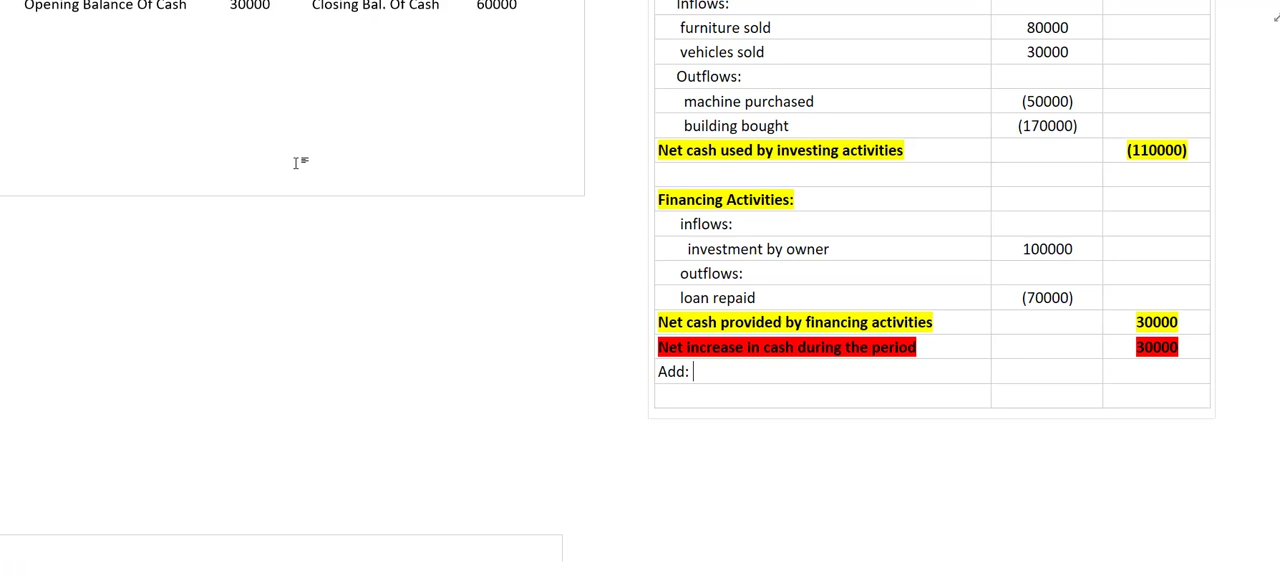 Opening Balance Of Cash 30000 Closing Bal. Of Cash 60000
Inflows:
furniture sold 80000
vehicles sold 30000
Outflows:
machine purchased (50000)
building bought (170000)
Net cash used by investing activities (110000)
Financing Activities:
inflows:
investment by owner 100000
outflows:
loan repaid (70000)
Net cash provided by financing activities 30000
Net increase in cash during the period 30000
Add: